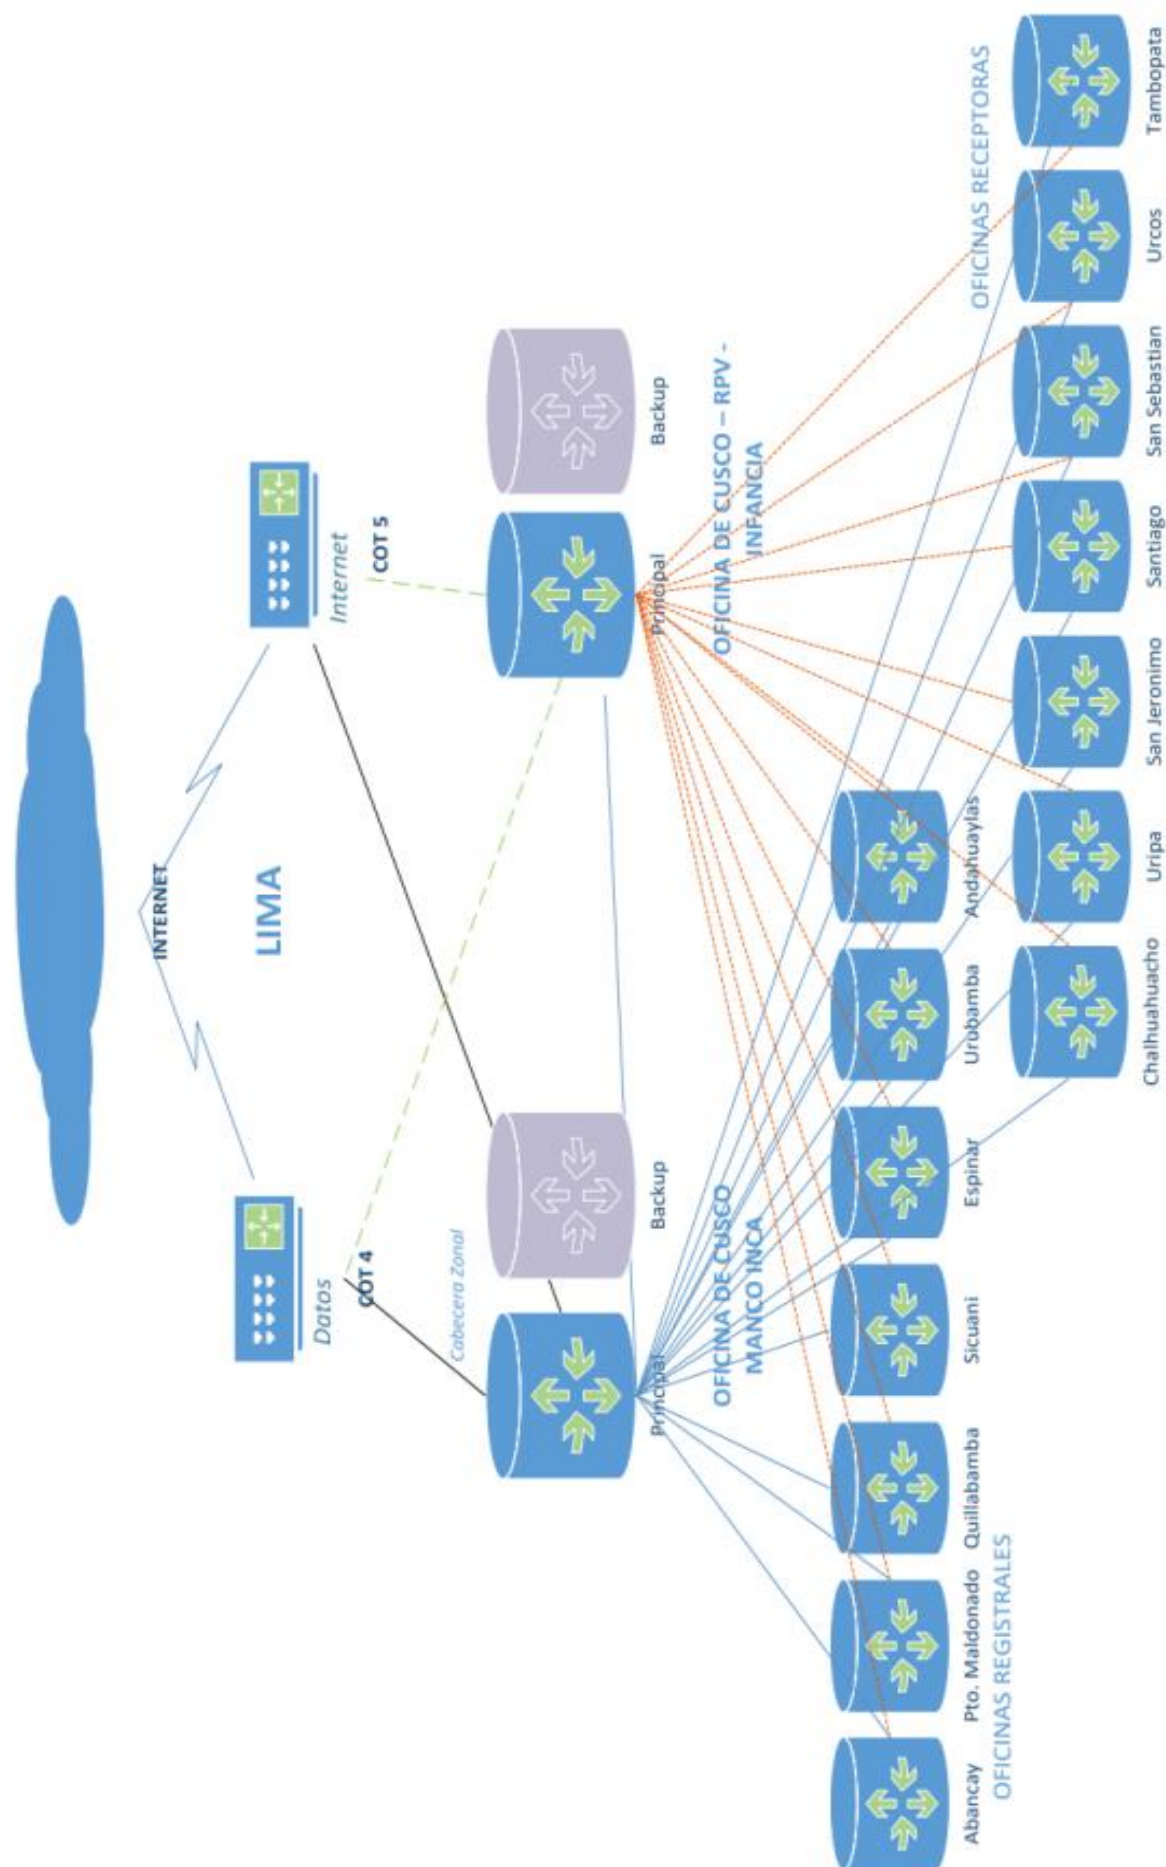 INTERNET
LIMA
Datos
Internet
COT 4
COT 5
Cabecera Zonal
Principal
Backup
Principal
Backup
OFICINA DE CUSCO
MANCO INCA
OFICINA DE CUSCO – RPV -
INFANCIA
Abancay
Pto. Maldonado
Quillabamba
Sicuani
Espinar
Urubamba
Andahuaylas
OFICINAS REGISTRALES
OFICINAS RECEPTORAS
Chalhuahuacho
Uripa
San Jeronimo
Santiago
San Sebastian
Urcos
Tambopata